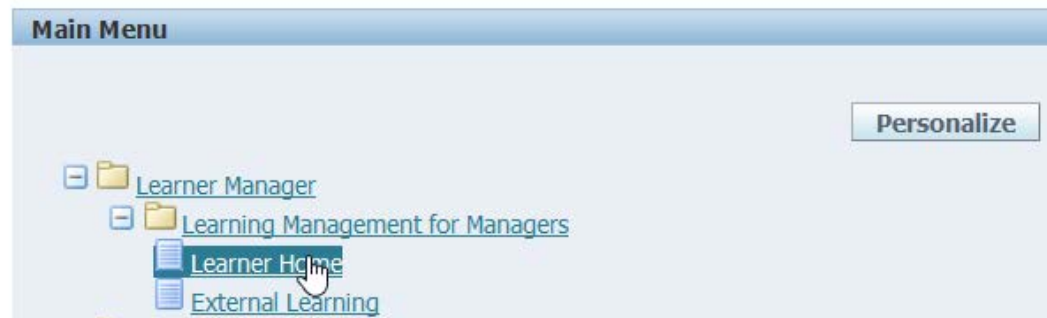 Main Menu
Personalize
Learner Manager
Learning Management for Managers
Learner Home
External Learning